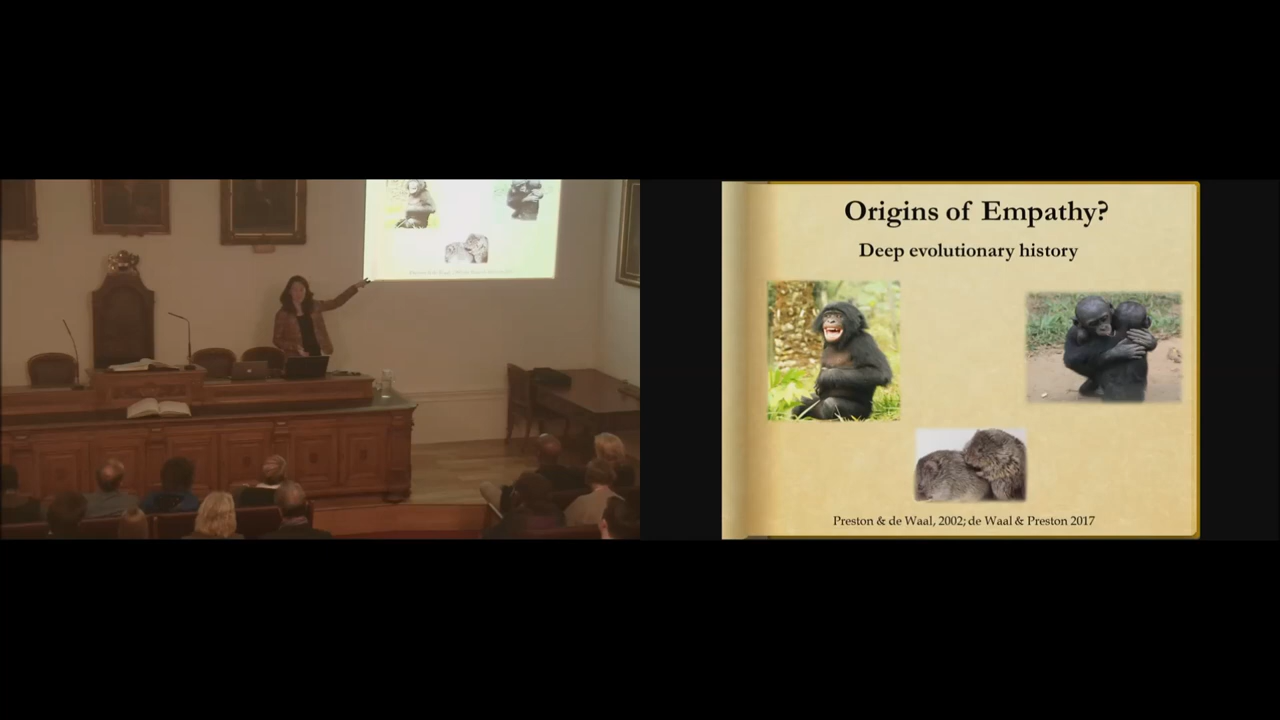 Origins of Empathy?
Deep evolutionary history
Preston & de Waal, 2002; de Waal & Preston 2017